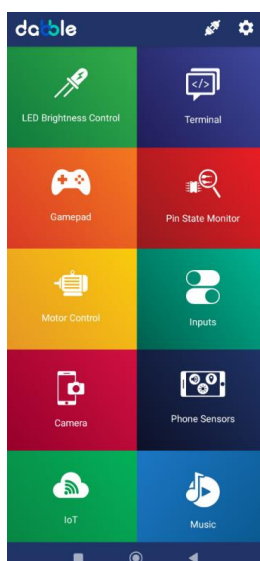 dabble
LED Brightness Control
</>
Terminal
Gamepad
Pin State Monitor
Motor Control
Inputs
Camera
Phone Sensors
IoT
Music